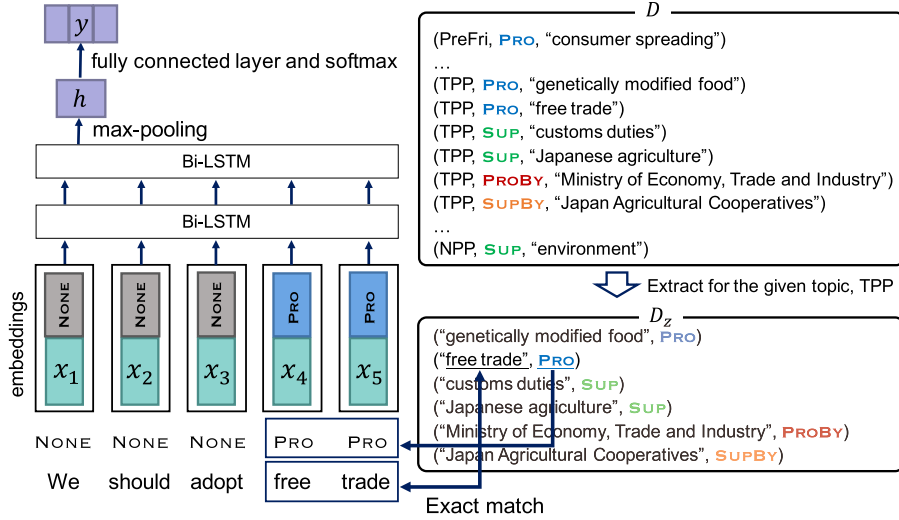 y
fully connected layer and softmax
h
max-pooling
Bi-LSTM
Bi-LSTM
embeddings
NONE NONE NONE PRO PRO
x1 x2 x3 x4 x5
NONE NONE NONE PRO PRO
We should adopt free trade
Exact match
D
(PreFri, PRO, “consumer spreading”)
...
(TPP, PRO, “genetically modified food”)
(TPP, PRO, “free trade”)
(TPP, SUP, “customs duties”)
(TPP, SUP, “Japanese agriculture”)
(TPP, PROBY, “Ministry of Economy, Trade and Industry”)
(TPP, SUPBY, “Japan Agricultural Cooperatives”)
...
(NPP, SUP, “environment”)
Extract for the given topic, TPP
Dz
(“genetically modified food”, PRO)
(“free trade”, PRO)
(“customs duties”, SUP)
(“Japanese agriculture”, SUP)
(“Ministry of Economy, Trade and Industry”, PROBY)
(“Japan Agricultural Cooperatives”, SUPBY)